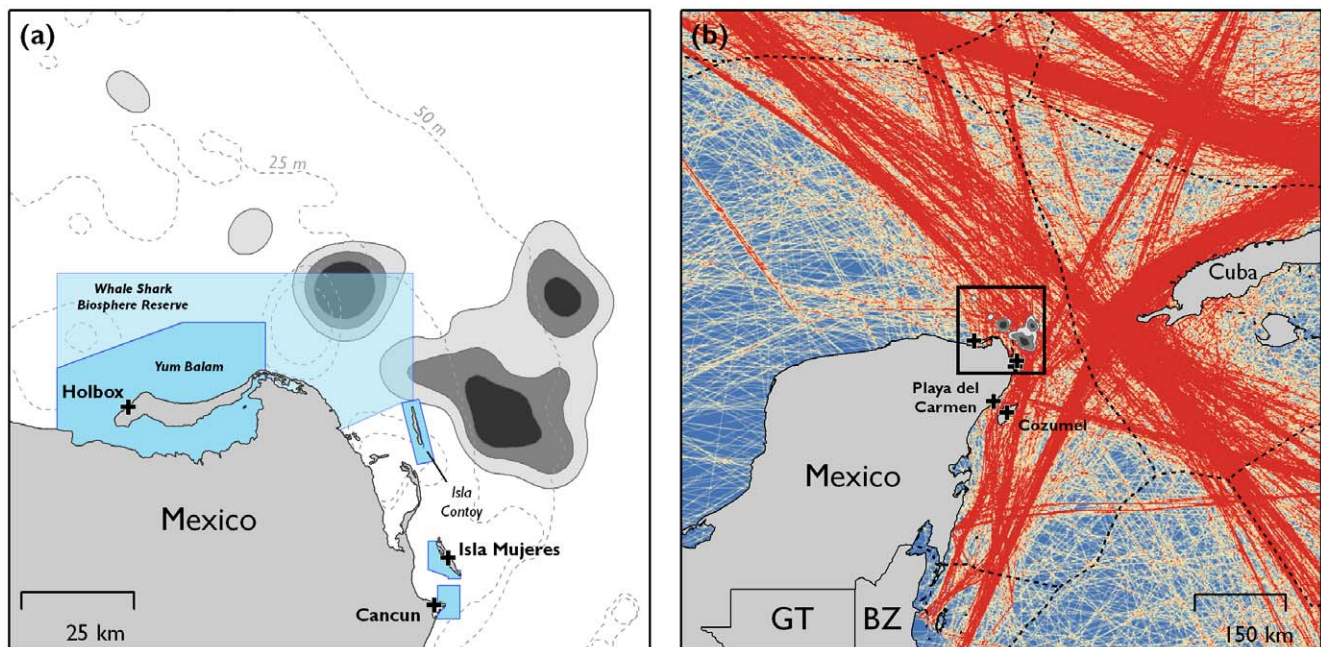 (a)
50 m
25 m
Whale Shark
Biosphere Reserve
Yum Balam
Holbox
Isla
Contoy
Mexico
Isla Mujeres
Cancun
25 km
(b)
Cuba
Playa del
Carmen
Cozumel
Mexico
GT
BZ
150 km